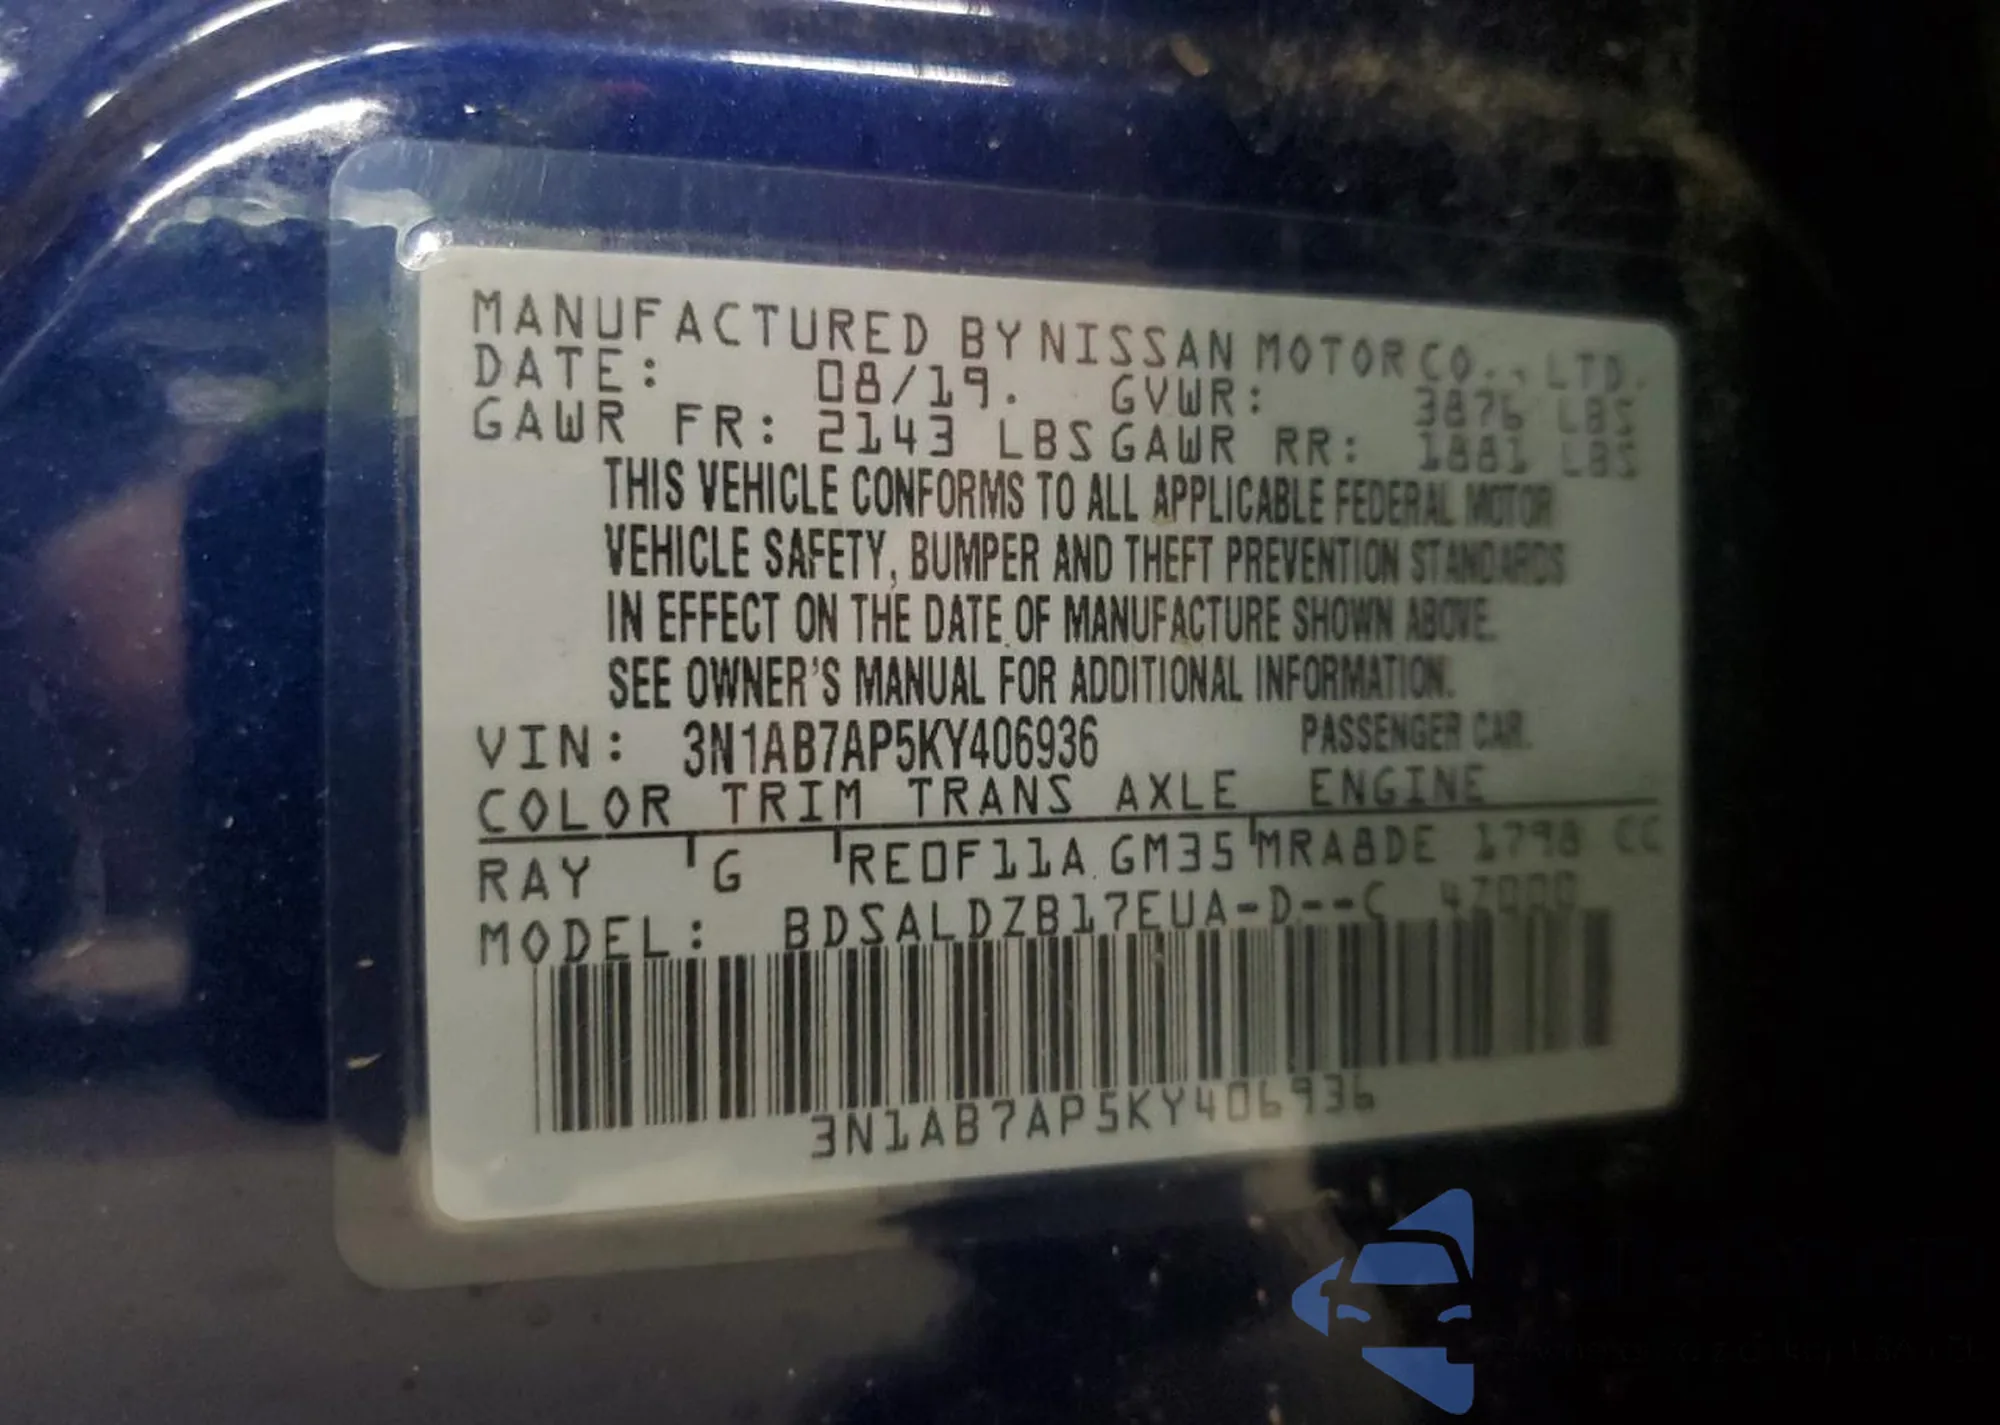 MANUFACTURED BY NISSAN MOTOR CO., LTD.
DATE: 08/19. GVWR: 3876 LBS
GAWR FR: 2143 LBS GAWR RR: 1881 LBS
THIS VEHICLE CONFORMS TO ALL APPLICABLE FEDERAL MOTOR
VEHICLE SAFETY, BUMPER AND THEFT PREVENTION STANDARDS
IN EFFECT ON THE DATE OF MANUFACTURE SHOWN ABOVE.
SEE OWNER'S MANUAL FOR ADDITIONAL INFORMATION.
VIN: 3N1AB7AP5KY406936 PASSENGER CAR.
COLOR TRIM TRANS AXLE ENGINE
RAY G RE0F11A GM35 MRA8DE 1798 CC
MODEL: BDSALDZB17EUA-D--C
3N1AB7AP5KY406936